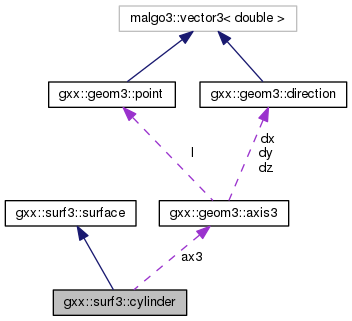 malgo3::vector3< double >
gxx::geom3::point
gxx::geom3::direction
l
dx
dy
dz
gxx::surf3::surface
gxx::geom3::axis3
ax3
gxx::surf3::cylinder